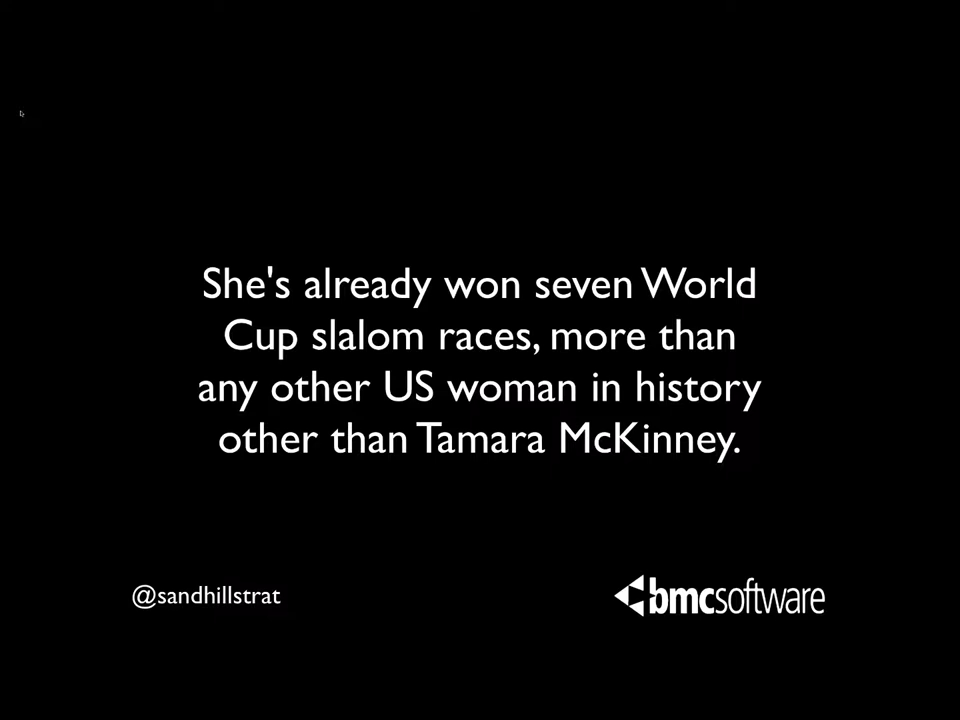 She's already won seven World
Cup slalom races, more than
any other US woman in history
other than Tamara McKinney.
@sandhillstrat
bmcsoftware